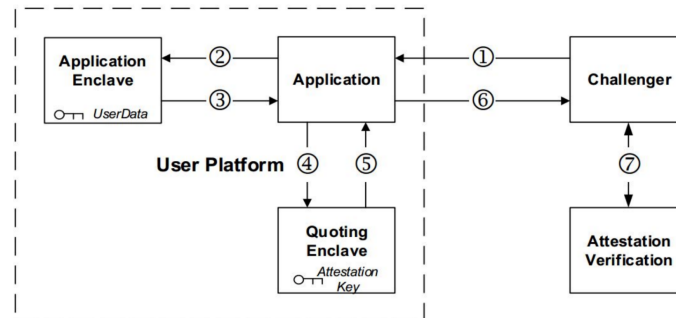 Application
Enclave
UserData
②
③
Application
①
⑥
Challenger
User Platform
④
⑤
⑦
Quoting
Enclave
Attestation
Key
Attestation
Verification